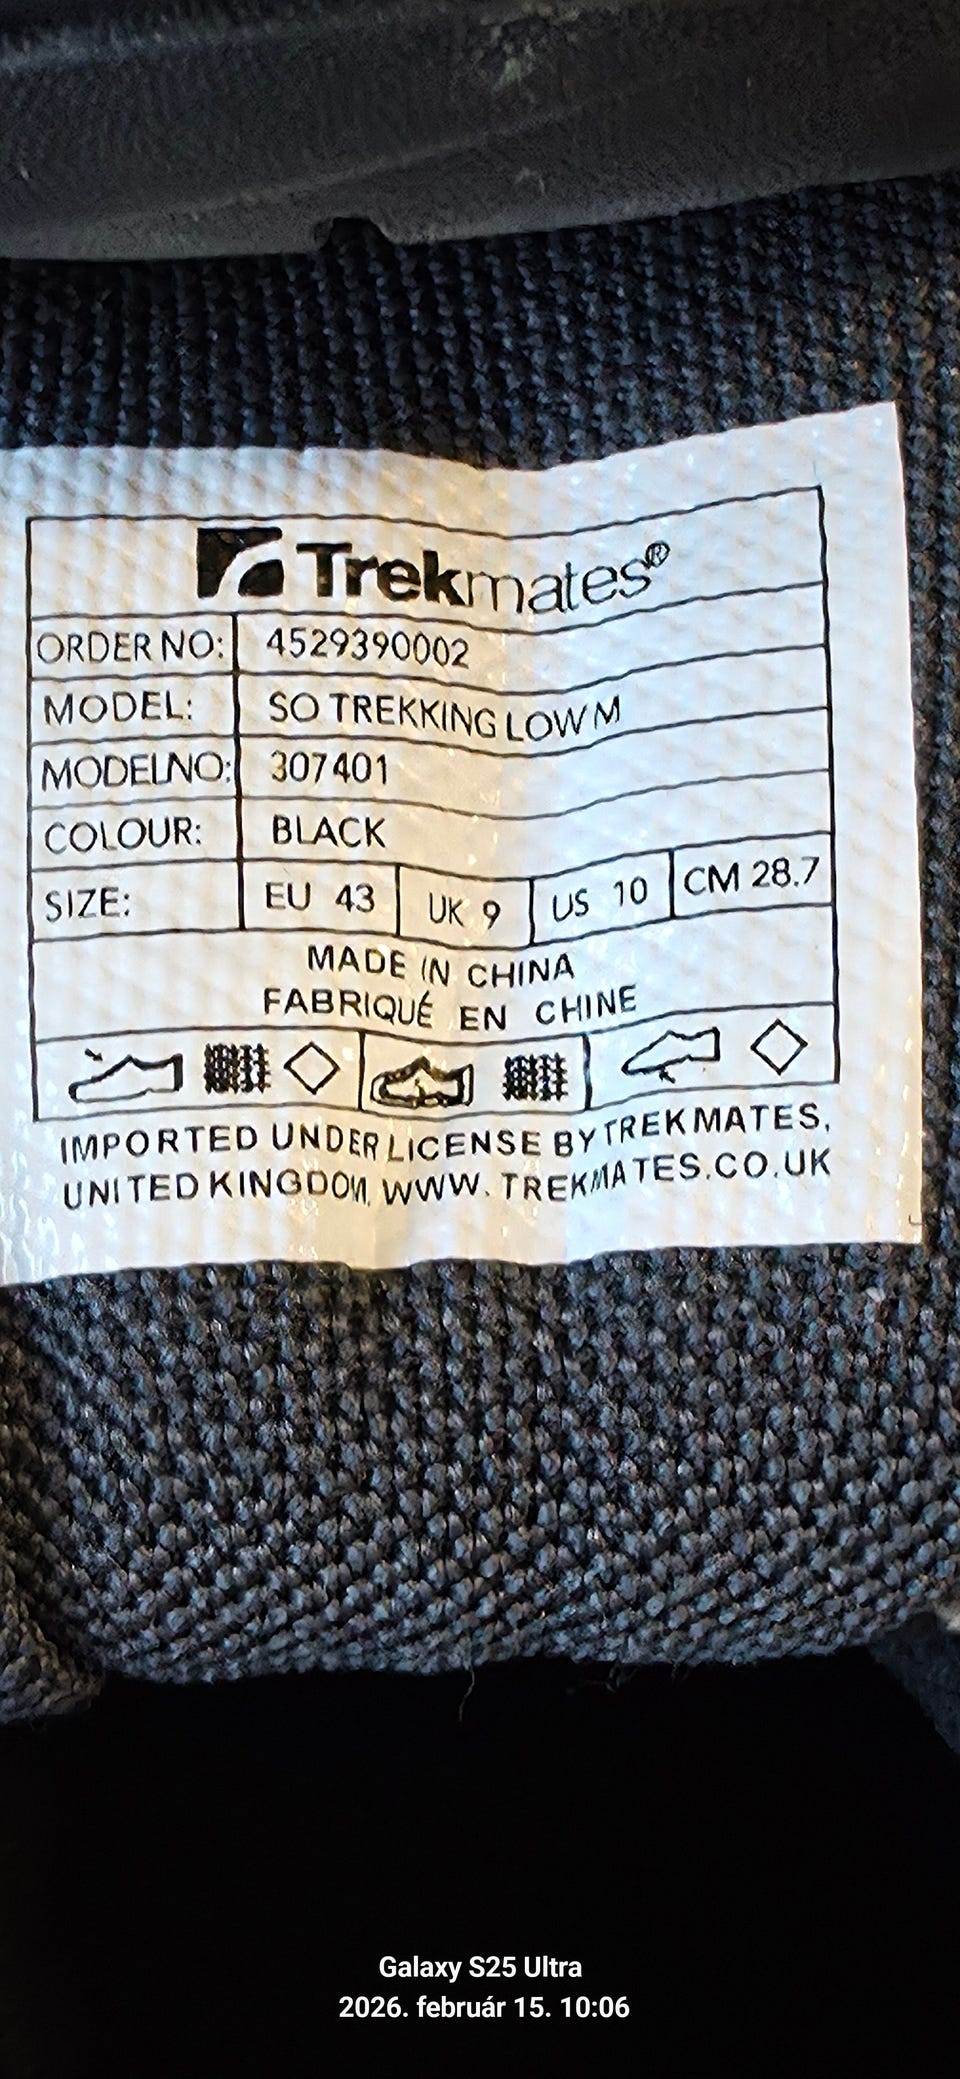 Trekmates®
ORDER NO: 4529390002
MODEL: SO TREKKING LOW M
MODELNO: 307401
COLOUR: BLACK
SIZE: EU 43 UK 9 US 10 CM 28.7
MADE IN CHINA
FABRIQUÉ EN CHINE
IMPORTED UNDER LICENSE BY TREKMATES,
UNITED KINGDOM, WWW.TREKMATES.CO.UK
Galaxy S25 Ultra
2026. február 15. 10:06